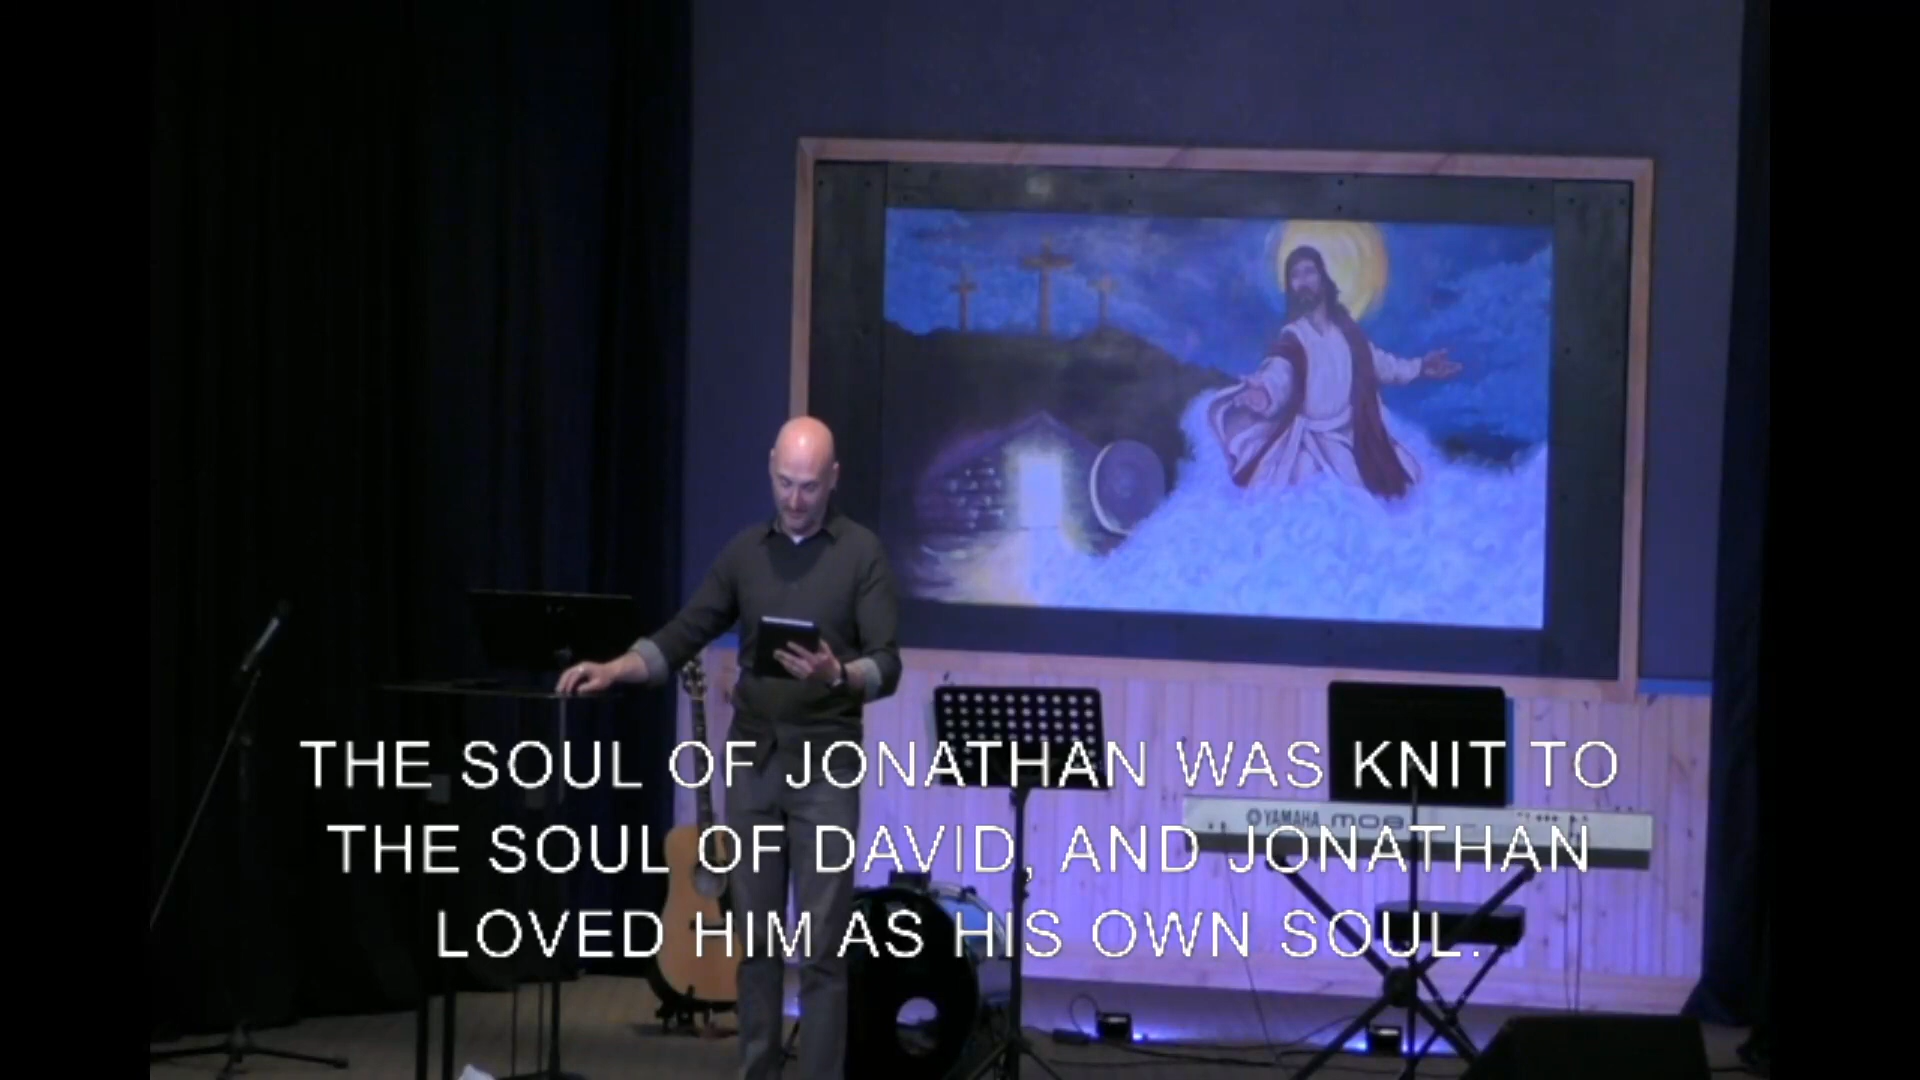 YAMAHA MO8
THE SOUL OF JONATHAN WAS KNIT TO
THE SOUL OF DAVID, AND JONATHAN
LOVED HIM AS HIS OWN SOUL.